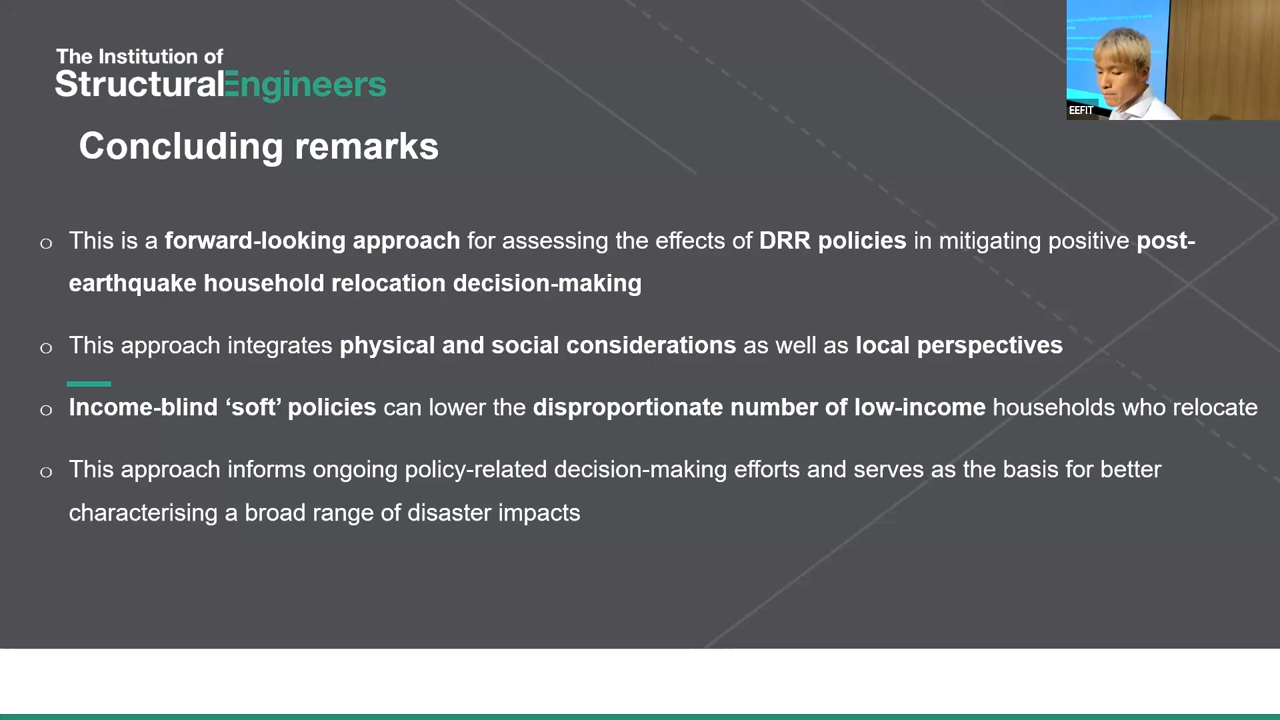 The Institution of
StructuralEngineers
EEFIT
Concluding remarks
o This is a forward-looking approach for assessing the effects of DRR policies in mitigating positive post-
earthquake household relocation decision-making
o This approach integrates physical and social considerations as well as local perspectives
o Income-blind ‘soft’ policies can lower the disproportionate number of low-income households who relocate
o This approach informs ongoing policy-related decision-making efforts and serves as the basis for better
characterising a broad range of disaster impacts